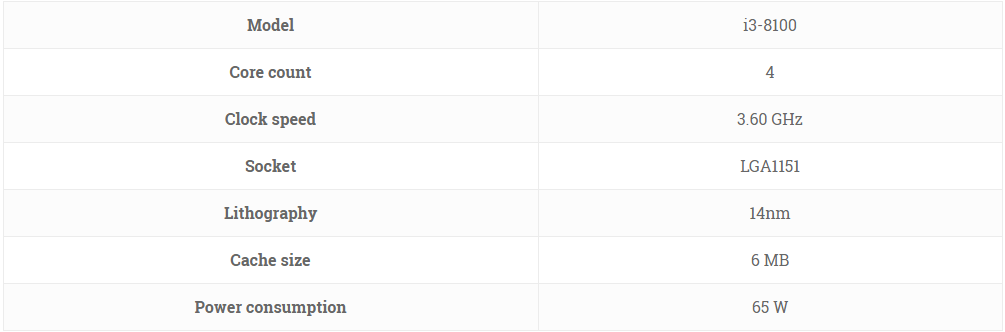 Model i3-8100
Core count 4
Clock speed 3.60 GHz
Socket LGA1151
Lithography 14nm
Cache size 6 MB
Power consumption 65 W